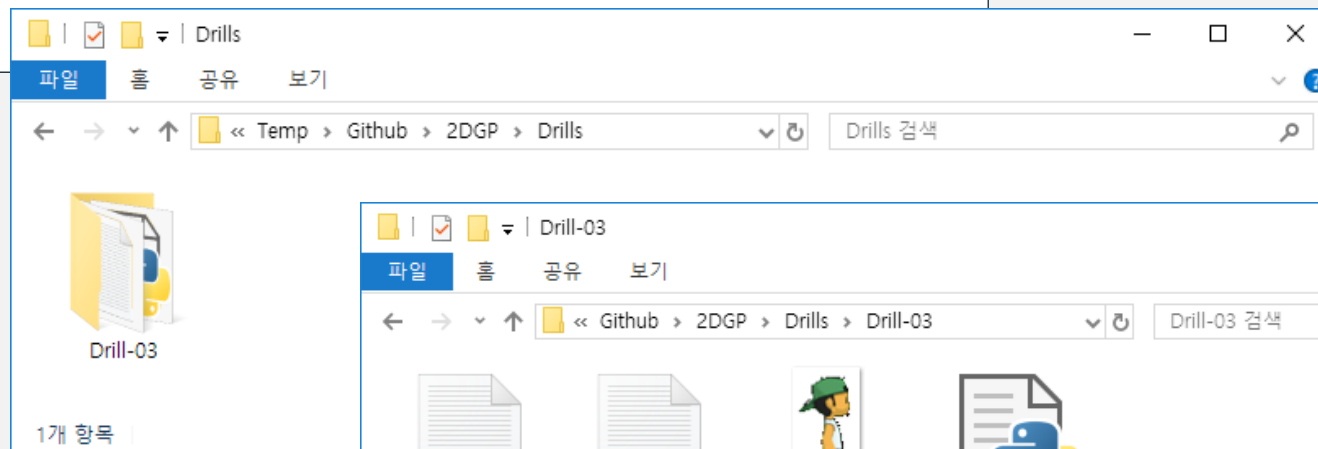 Drills
파일 홈 공유 보기
« Temp > Github > 2DGP > Drills
Drills 검색
Drill-03
1개 항목
Drill-03
파일 홈 공유 보기
« Github > 2DGP > Drills > Drill-03
Drill-03 검색